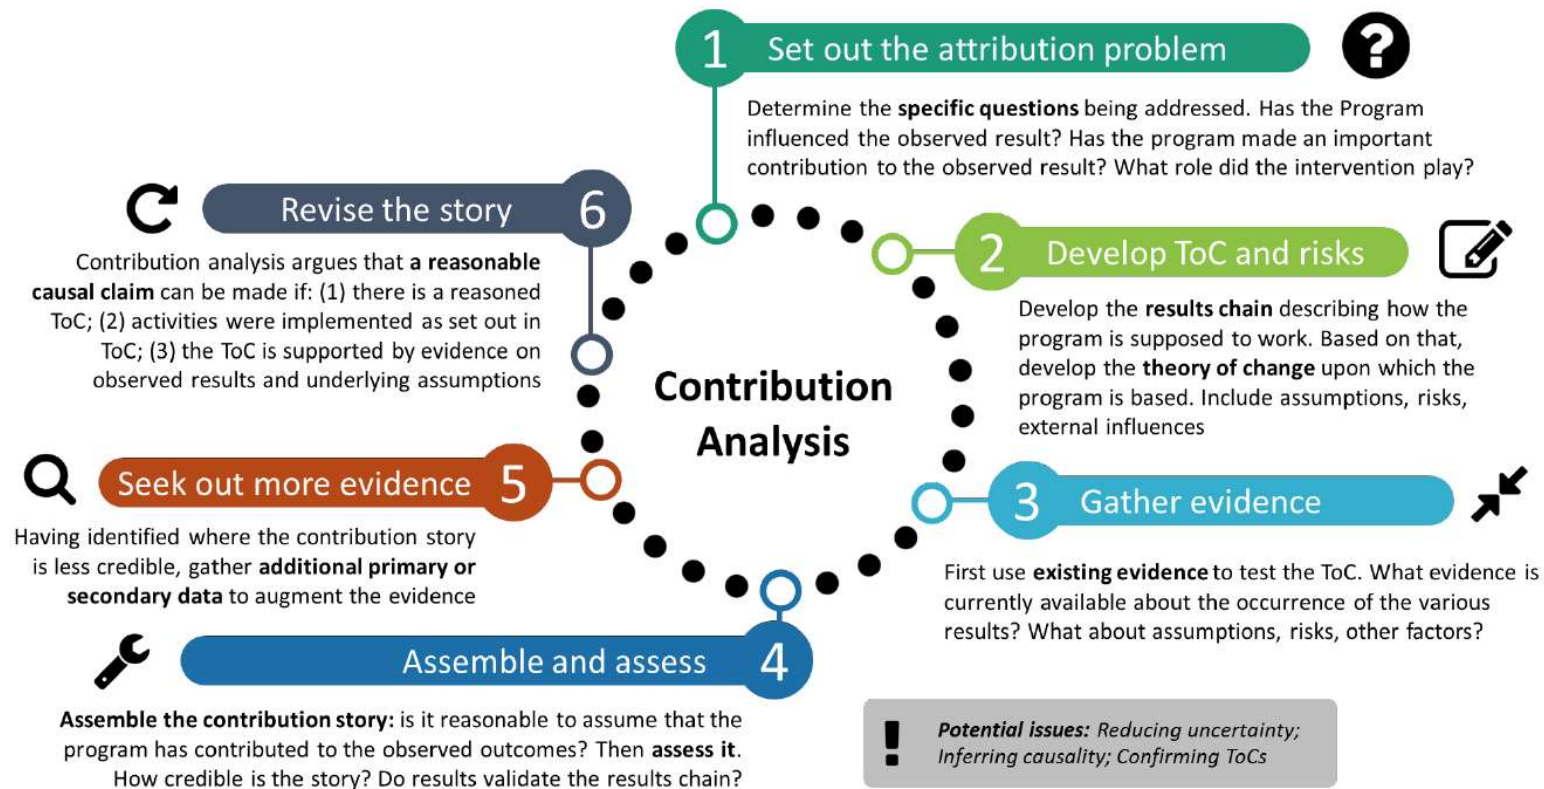 1 Set out the attribution problem ?
Determine the specific questions being addressed. Has the Program
influenced the observed result? Has the program made an important
contribution to the observed result? What role did the intervention play?
2 Develop ToC and risks
Develop the results chain describing how the
program is supposed to work. Based on that,
develop the theory of change upon which the
program is based. Include assumptions, risks,
external influences
3 Gather evidence
First use existing evidence to test the ToC. What evidence is
currently available about the occurrence of the various
results? What about assumptions, risks, other factors?
Assemble and assess 4
Assemble the contribution story: is it reasonable to assume that the
program has contributed to the observed outcomes? Then assess it.
How credible is the story? Do results validate the results chain?
Seek out more evidence 5
Having identified where the contribution story
is less credible, gather additional primary or
secondary data to augment the evidence
Revise the story 6
Contribution analysis argues that a reasonable
causal claim can be made if: (1) there is a reasoned
ToC; (2) activities were implemented as set out in
ToC; (3) the ToC is supported by evidence on
observed results and underlying assumptions
Contribution
Analysis
! Potential issues: Reducing uncertainty;
Inferring causality; Confirming ToCs